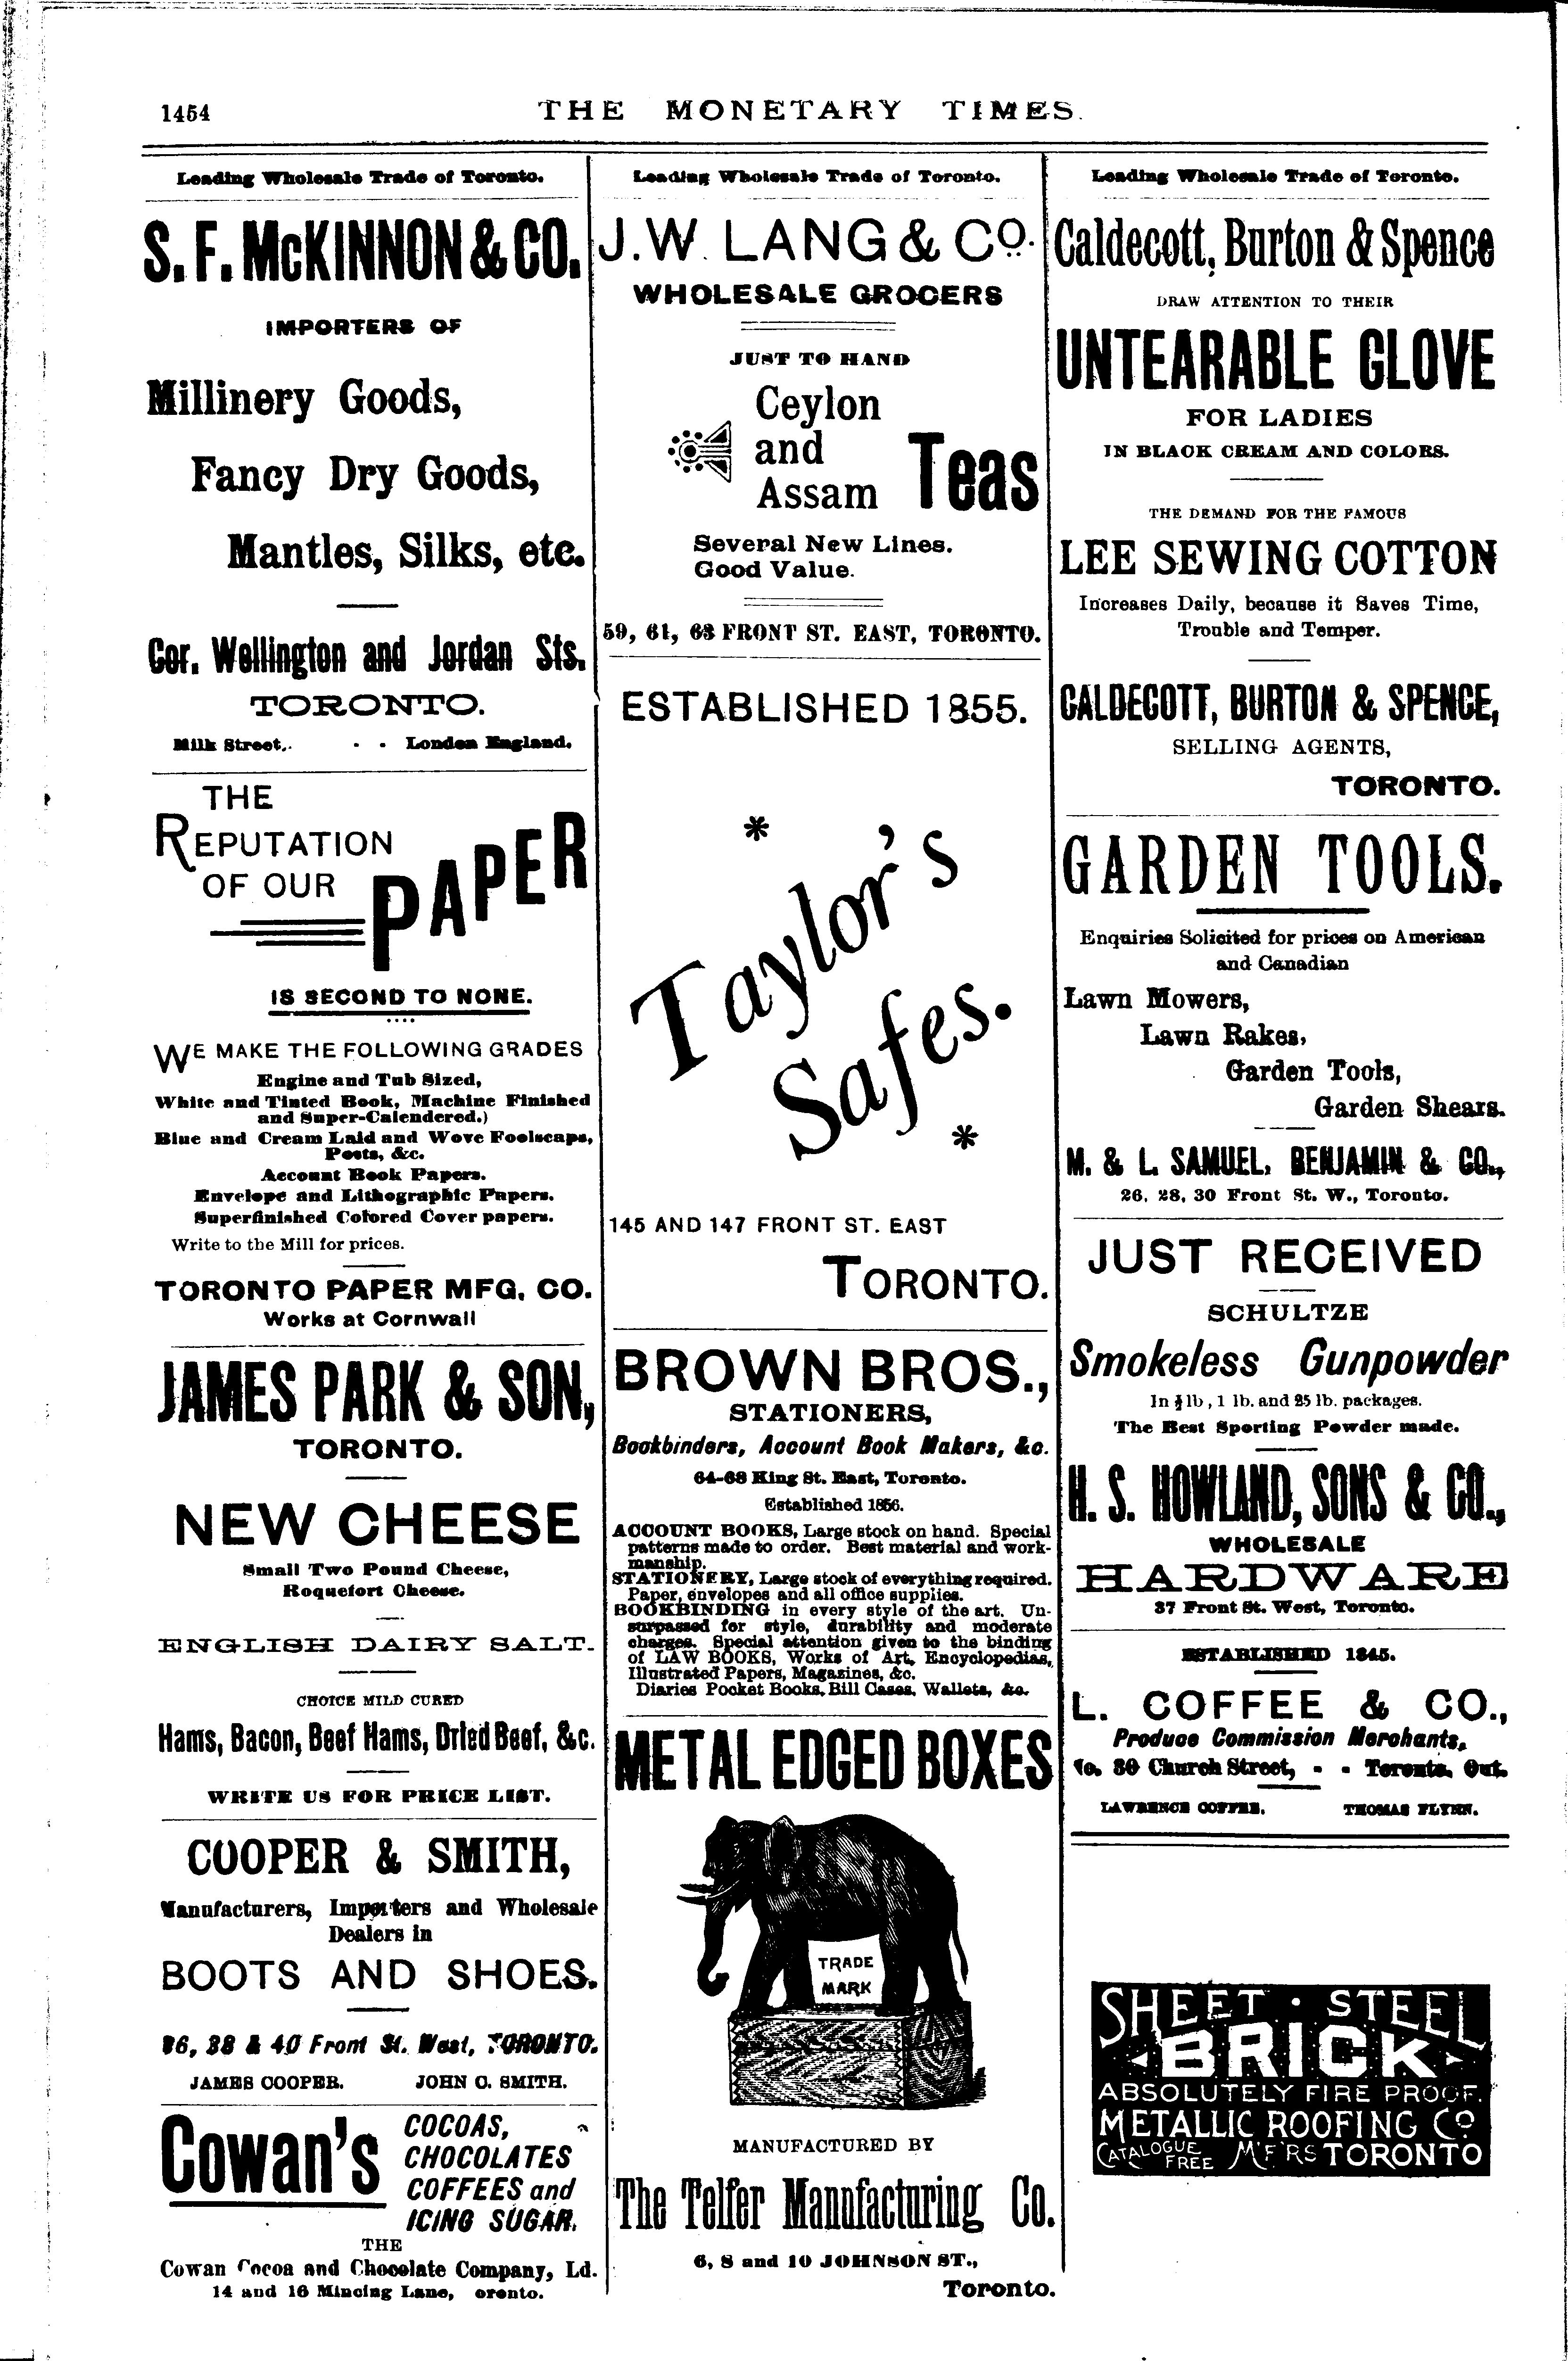 1454
THE MONETARY TIMES.
Leading Wholesale Trade of Toronto.
S. F. McKINNON & CO.
IMPORTERS OF
Millinery Goods,
Fancy Dry Goods,
Mantles, Silks, etc.
Cor. Wellington and Jordan Sts.
TORONTO.
Milk Street,. - - London England.
THE
REPUTATION
OF OUR
PAPER
IS SECOND TO NONE.
WE MAKE THE FOLLOWING GRADES
Engine and Tub Sized,
White and Tinted Book, Machine Finished
and Super-Calendered.)
Blue and Cream Laid and Wove Foolscaps,
Posts, &c.
Account Book Papers.
Envelope and Lithographic Papers.
Superfinished Colored Cover papers.
Write to the Mill for prices.
TORONTO PAPER MFG. CO.
Works at Cornwall
JAMES PARK & SON,
TORONTO.
NEW CHEESE
Small Two Pound Cheese,
Roquefort Cheese.
ENGLISH DAIRY SALT.
CHOICE MILD CURED
Hams, Bacon, Beef Hams, Dried Beef, &c.
WRITE US FOR PRICE LIST.
COOPER & SMITH,
Manufacturers, Importers and Wholesale
Dealers in
BOOTS AND SHOES.
36, 38 & 40 Front St. West, TORONTO.
JAMES COOPER. JOHN C. SMITH.
Cowan's
COCOAS,
CHOCOLATES
COFFEES and
ICING SUGAR.
THE
Cowan Cocoa and Chocolate Company, Ld.
14 and 16 Mincing Lane, oronto.
Leading Wholesale Trade of Toronto.
J. W. LANG & CO.
WHOLESALE GROCERS
JUST TO HAND
Ceylon
and
Assam
Teas
Several New Lines.
Good Value.
59, 61, 63 FRONT ST. EAST, TORONTO.
ESTABLISHED 1855.
* Taylor's
Safes. *
145 AND 147 FRONT ST. EAST
TORONTO.
BROWN BROS.,
STATIONERS,
Bookbinders, Account Book Makers, &c.
64-68 King St. East, Toronto.
Established 1856.
ACCOUNT BOOKS, Large stock on hand. Special
patterns made to order. Best material and work-
manship.
STATIONERY, Large stock of everything required.
Paper, envelopes and all office supplies.
BOOKBINDING in every style of the art. Un-
surpassed for style, durability and moderate
charges. Special attention given to the binding
of LAW BOOKS, Works of Art, Encyclopedias,
Illustrated Papers, Magazines, &c.
Diaries Pocket Books, Bill Cases, Wallets, &c.
METAL EDGED BOXES
TRADE
MARK
MANUFACTURED BY
The Telfer Manufacturing Co.
6, 8 and 10 JOHNSON ST.,
Toronto.
Leading Wholesale Trade of Toronto.
Caldecott, Burton & Spence
DRAW ATTENTION TO THEIR
UNTEARABLE GLOVE
FOR LADIES
IN BLACK CREAM AND COLORS.
THE DEMAND FOR THE FAMOUS
LEE SEWING COTTON
Increases Daily, because it Saves Time,
Trouble and Temper.
CALDECOTT, BURTON & SPENCE,
SELLING AGENTS,
TORONTO.
GARDEN TOOLS.
Enquiries Solicited for prices on American
and Canadian
Lawn Mowers,
Lawn Rakes,
Garden Tools,
Garden Shears.
M. & L. SAMUEL, BENJAMIN & CO.,
26, 28, 30 Front St. W., Toronto.
JUST RECEIVED
SCHULTZE
Smokeless Gunpowder
In lb, 1 lb. and 25 lb. packages.
The Best Sporting Powder made.
H. S. HOWLAND, SONS & CO.,
WHOLESALE
HARDWARE
37 Front St. West, Toronto.
ESTABLISHED 1845.
L. COFFEE & CO.,
Produce Commission Merchants,
No. 30 Church Street, - - Toronto, Ont.
LAWRENCE COFFEE. THOMAS FLYNN.
SHEET · STEEL
BRICK
ABSOLUTELY FIRE PROOF.
METALLIC ROOFING CO
CATALOGUE FREE M'F'RS TORONTO